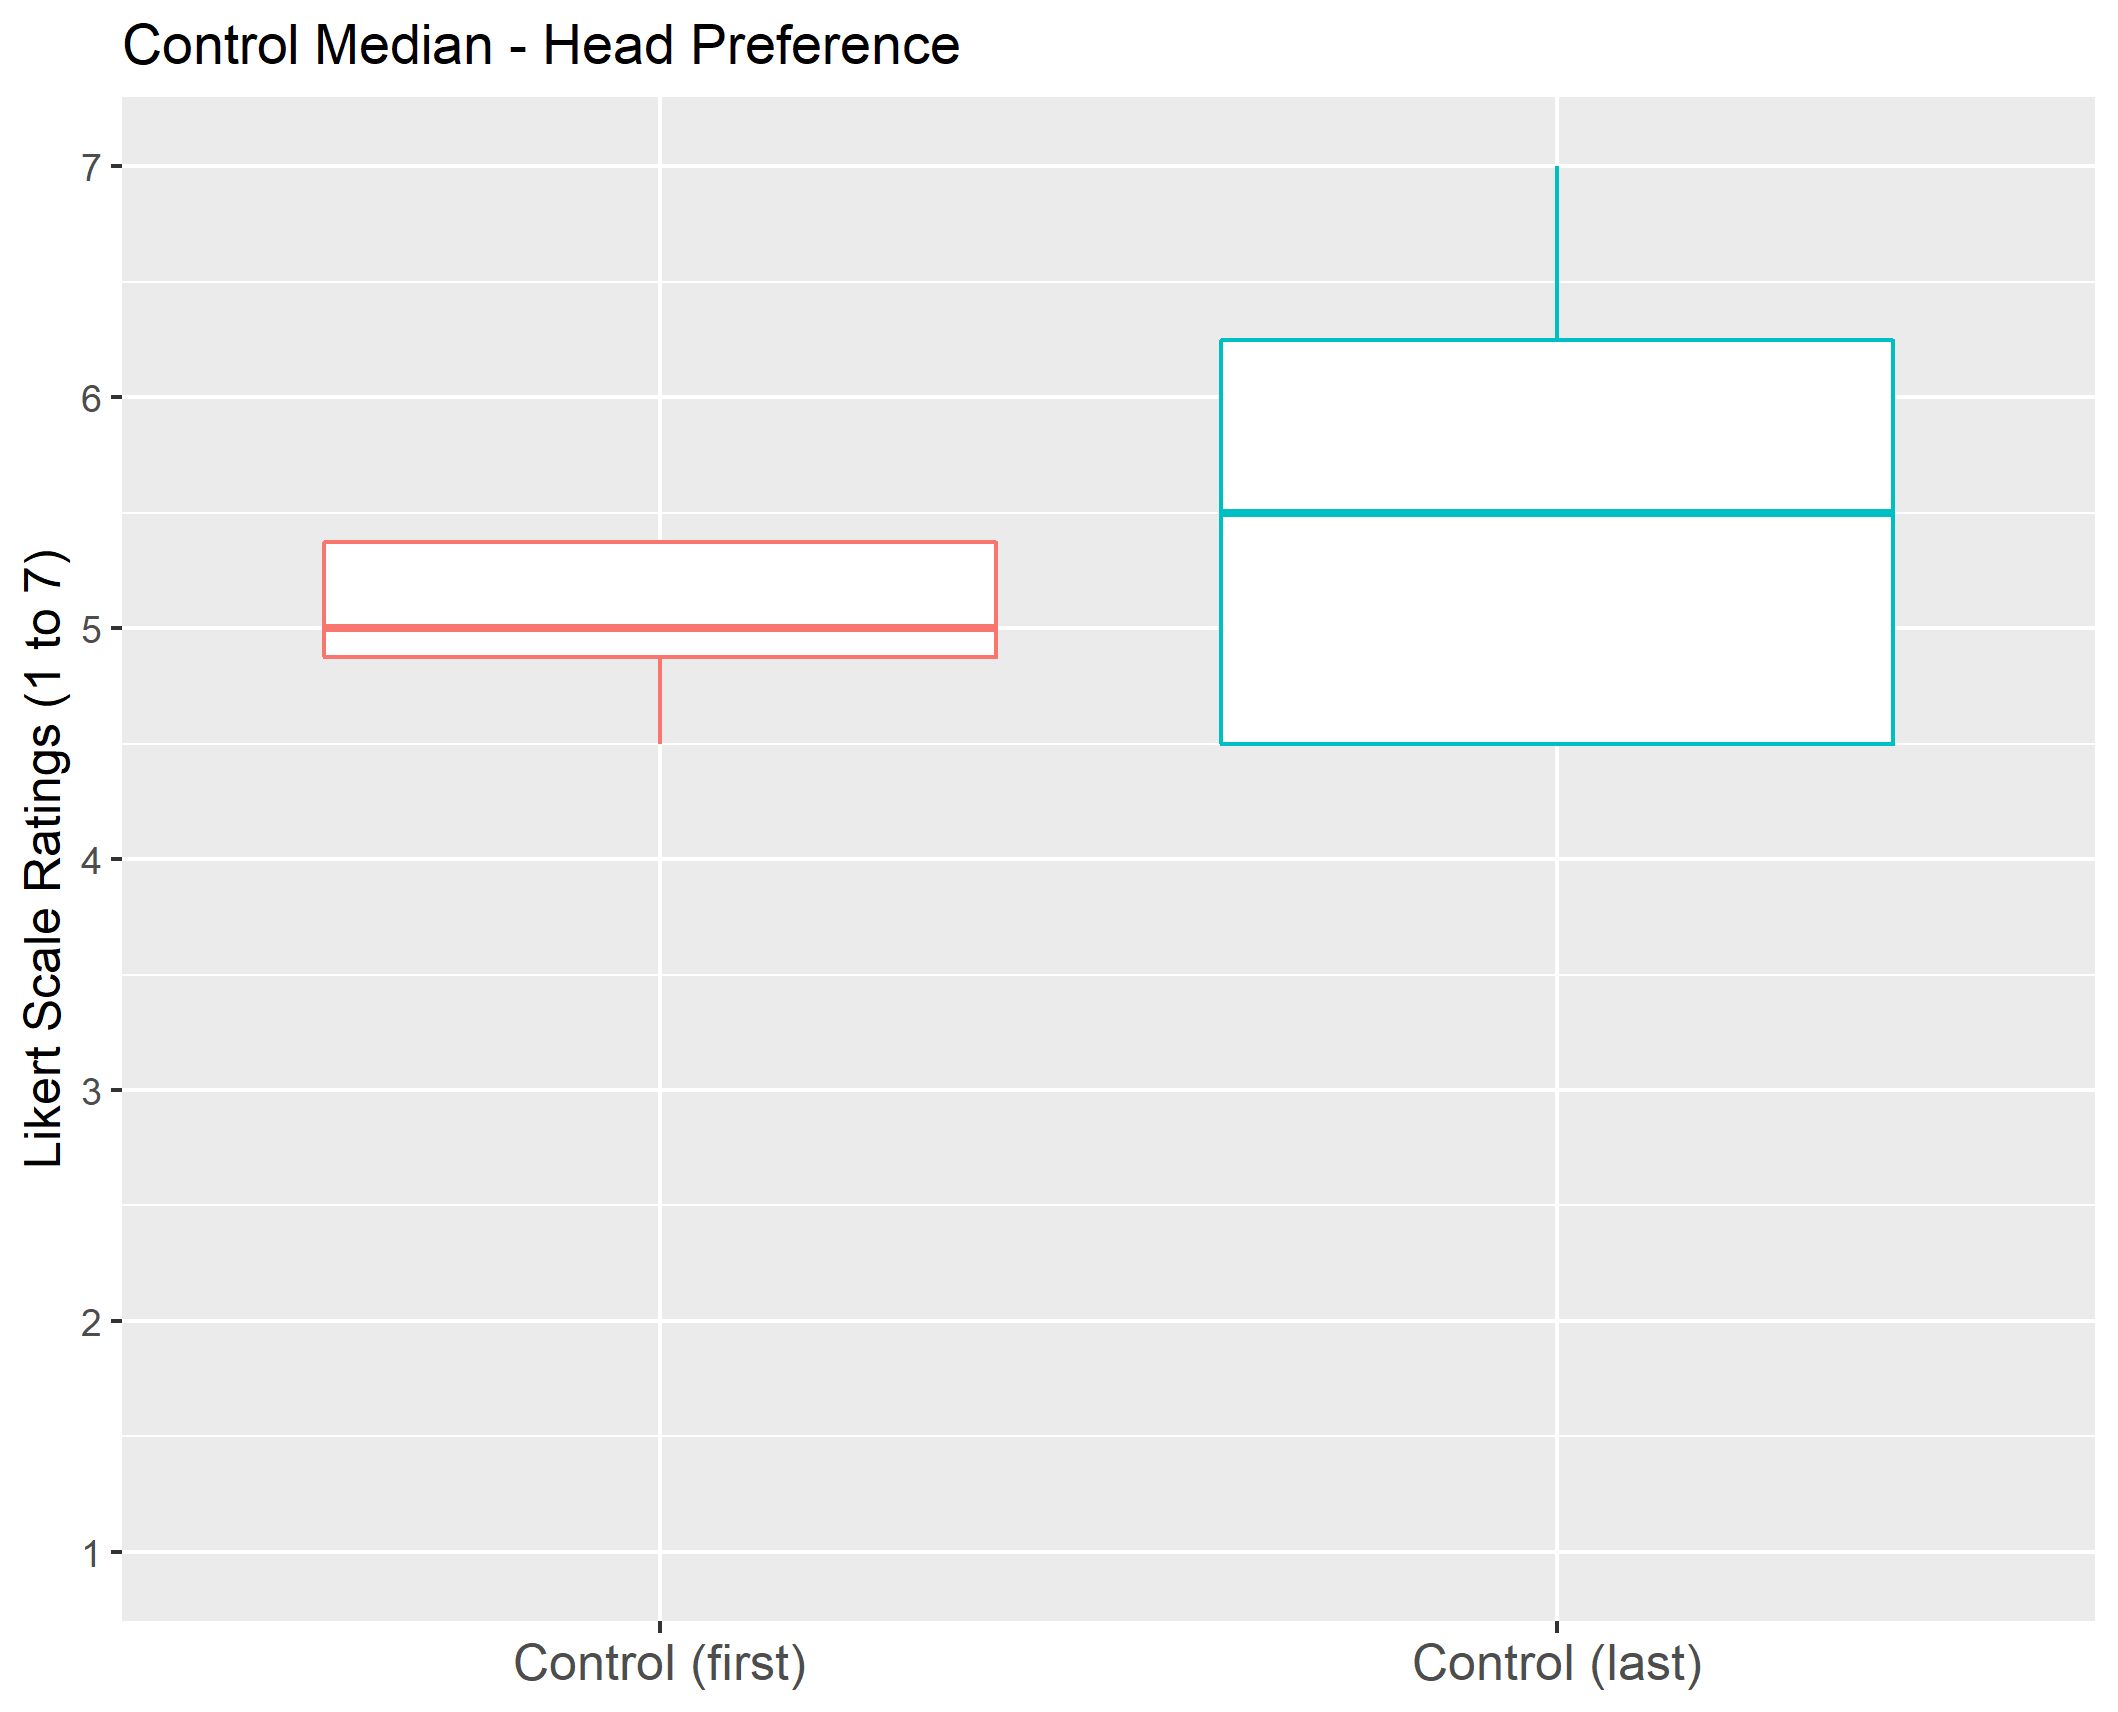 Control Median - Head Preference
Likert Scale Ratings (1 to 7)
7
6
5
4
3
2
1
Control (first)
Control (last)